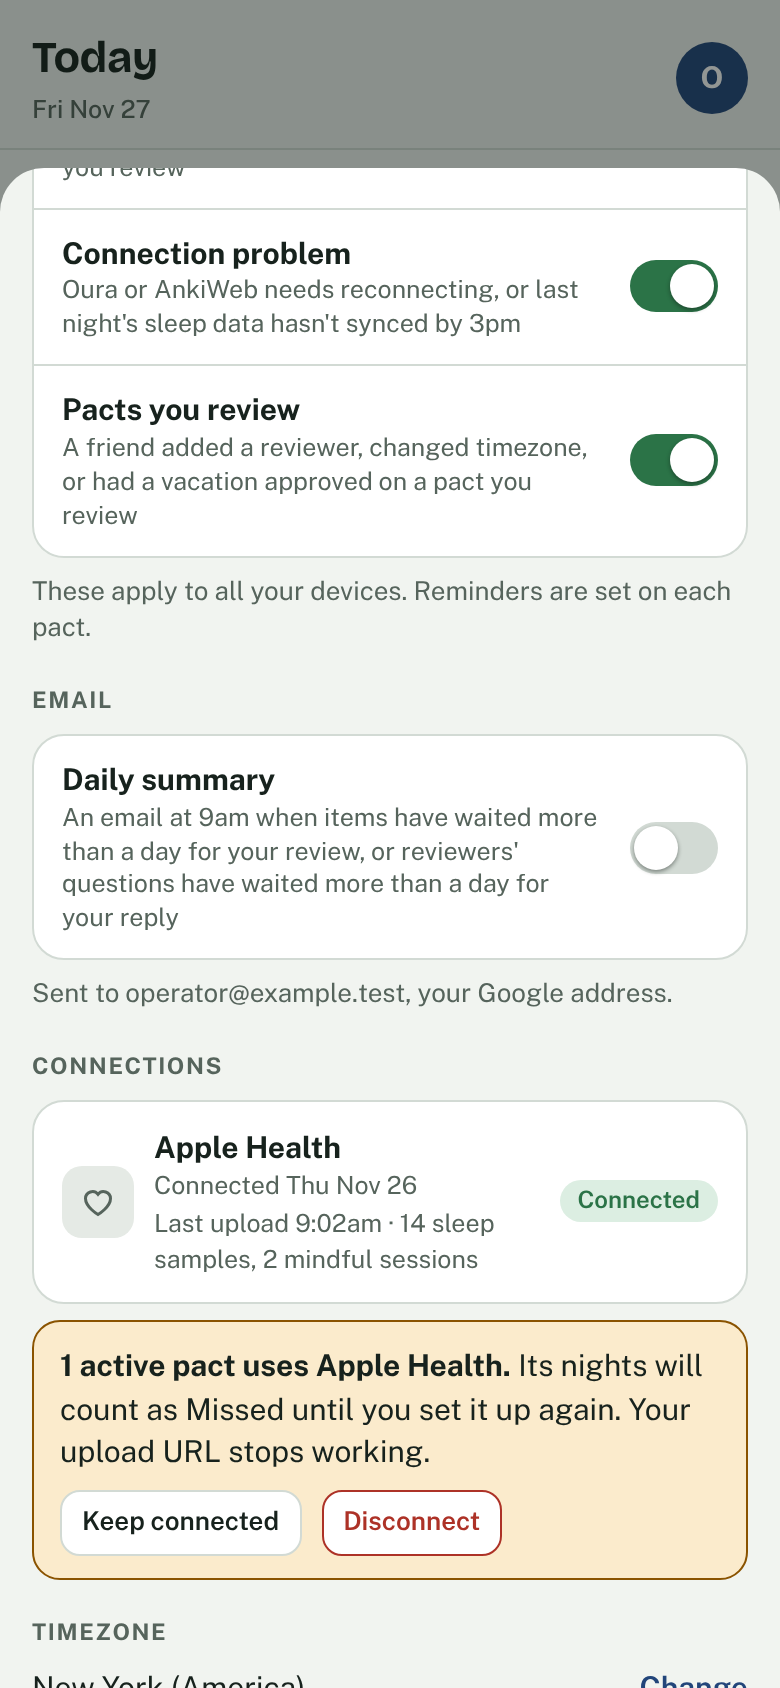 Today
Fri Nov 27
O
you review
Connection problem
Oura or AnkiWeb needs reconnecting, or last
night's sleep data hasn't synced by 3pm
Pacts you review
A friend added a reviewer, changed timezone,
or had a vacation approved on a pact you
review
These apply to all your devices. Reminders are set on each
pact.
EMAIL
Daily summary
An email at 9am when items have waited more
than a day for your review, or reviewers'
questions have waited more than a day for
your reply
Sent to operator@example.test, your Google address.
CONNECTIONS
Apple Health
Connected Thu Nov 26
Last upload 9:02am · 14 sleep
samples, 2 mindful sessions
Connected
1 active pact uses Apple Health. Its nights will
count as Missed until you set it up again. Your
upload URL stops working.
Keep connected
Disconnect
TIMEZONE
New York (America)
Change